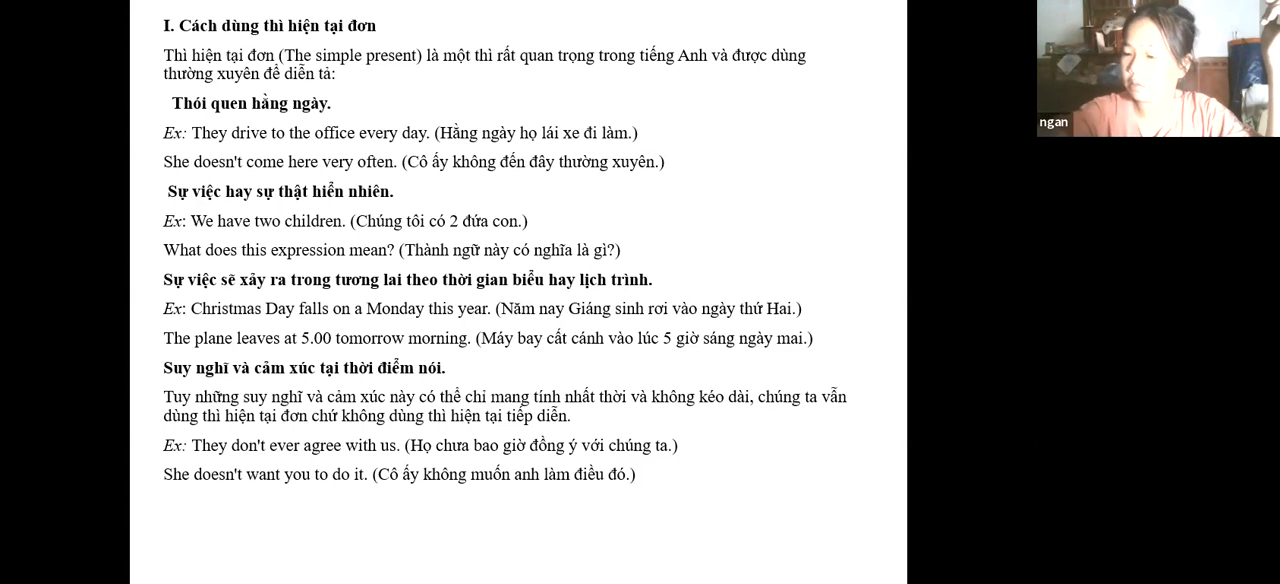 I. Cách dùng thì hiện tại đơn
Thì hiện tại đơn (The simple present) là một thì rất quan trọng trong tiếng Anh và được dùng
thường xuyên để diễn tả:
Thói quen hằng ngày.
Ex: They drive to the office every day. (Hằng ngày họ lái xe đi làm.)
She doesn't come here very often. (Cô ấy không đến đây thường xuyên.)
Sự việc hay sự thật hiển nhiên.
Ex: We have two children. (Chúng tôi có 2 đứa con.)
What does this expression mean? (Thành ngữ này có nghĩa là gì?)
Sự việc sẽ xảy ra trong tương lai theo thời gian biểu hay lịch trình.
Ex: Christmas Day falls on a Monday this year. (Năm nay Giáng sinh rơi vào ngày thứ Hai.)
The plane leaves at 5.00 tomorrow morning. (Máy bay cất cánh vào lúc 5 giờ sáng ngày mai.)
Suy nghĩ và cảm xúc tại thời điểm nói.
Tuy những suy nghĩ và cảm xúc này có thể chỉ mang tính nhất thời và không kéo dài, chúng ta vẫn
dùng thì hiện tại đơn chứ không dùng thì hiện tại tiếp diễn.
Ex: They don't ever agree with us. (Họ chưa bao giờ đồng ý với chúng ta.)
She doesn't want you to do it. (Cô ấy không muốn anh làm điều đó.)
ngan